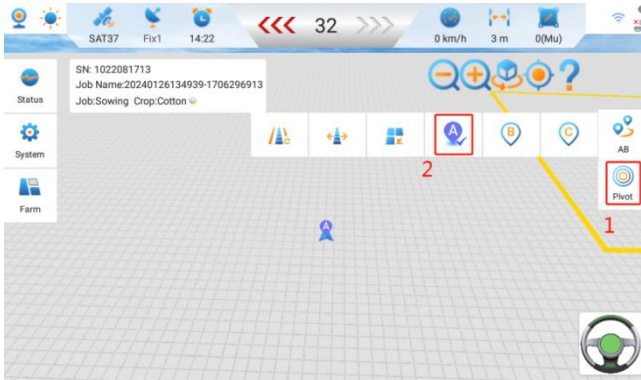 32
SAT37 Fix1 14:22 0 km/h 3 m 0(Mu)
SN: 1022081713
Job Name:20240126134939-1706296913
Job:Sowing Crop:Cotton
Status
System
Farm
?
A B C
AB
2
Pivot
1
A